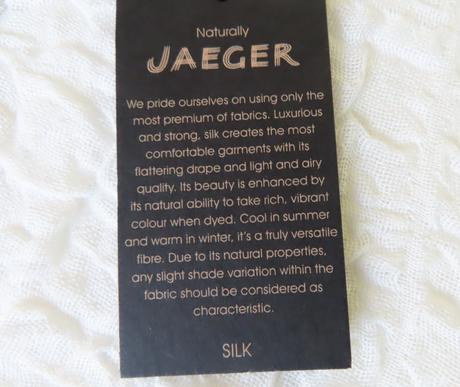 Naturally
JAEGER
We pride ourselves on using only the
most premium of fabrics. Luxurious
and strong, silk creates the most
comfortable garments with its
flattering drape and light and airy
quality. Its beauty is enhanced by
its natural ability to take rich, vibrant
colour when dyed. Cool in summer
and warm in winter, it's a truly versatile
fibre. Due to its natural properties,
any slight shade variation within the
fabric should be considered as
characteristic.
SILK